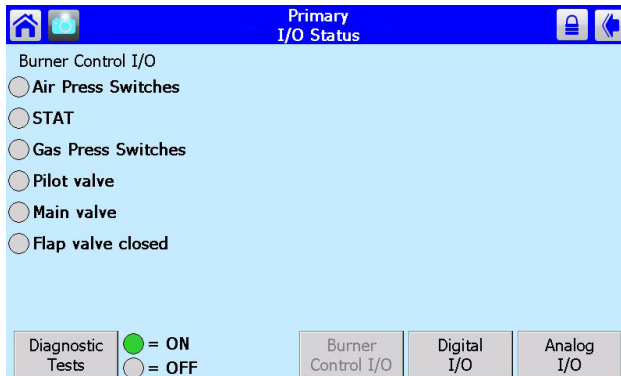 Primary
I/O Status
Burner Control I/O
Air Press Switches
STAT
Gas Press Switches
Pilot valve
Main valve
Flap valve closed
Diagnostic
Tests
= ON
= OFF
Burner
Control I/O
Digital
I/O
Analog
I/O